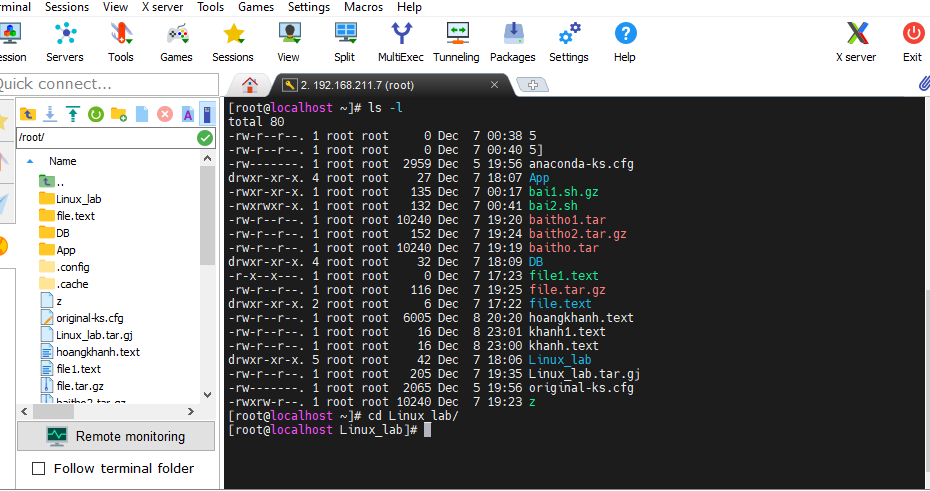 rminal Sessions View X server Tools Games Settings Macros Help
ession Servers Tools Games Sessions View Split MultiExec Tunneling Packages Settings Help X server Exit
Quick connect...
2. 192.168.211.7 (root)
/root/
Name
..
Linux_lab
file.text
DB
App
.config
.cache
z
original-ks.cfg
Linux_lab.tar.gj
hoangkhanh.text
file1.text
file.tar.gz
baitho2.tar.gz
Remote monitoring
Follow terminal folder
[root@localhost ~]# ls -l
total 80
-rw-r--r--. 1 root root 0 Dec 7 00:38 5
-rw-r--r--. 1 root root 0 Dec 7 00:40 5]
-rw-------. 1 root root 2959 Dec 5 19:56 anaconda-ks.cfg
drwxr-xr-x. 4 root root 27 Dec 7 18:07 App
-rwxr-xr-x. 1 root root 135 Dec 7 00:17 bai1.sh.gz
-rwxrwxr-x. 1 root root 132 Dec 7 00:41 bai2.sh
-rw-r--r--. 1 root root 10240 Dec 7 19:20 baitho1.tar
-rw-r--r--. 1 root root 152 Dec 7 19:24 baitho2.tar.gz
-rw-r--r--. 1 root root 10240 Dec 7 19:19 baitho.tar
drwxr-xr-x. 4 root root 32 Dec 7 18:09 DB
-r-x--x---. 1 root root 0 Dec 7 17:23 file1.text
-rw-r--r--. 1 root root 116 Dec 7 19:25 file.tar.gz
drwxr-xr-x. 2 root root 6 Dec 7 17:22 file.text
-rw-r--r--. 1 root root 6005 Dec 8 20:20 hoangkhanh.text
-rw-r--r--. 1 root root 16 Dec 8 23:01 khanh1.text
-rw-r--r--. 1 root root 16 Dec 8 23:00 khanh.text
drwxr-xr-x. 5 root root 42 Dec 7 18:06 Linux_lab
-rw-r--r--. 1 root root 205 Dec 7 19:35 Linux_lab.tar.gj
-rw-------. 1 root root 2065 Dec 5 19:56 original-ks.cfg
-rwxrw-r--. 1 root root 10240 Dec 7 19:23 z
[root@localhost ~]# cd Linux_lab/
[root@localhost Linux_lab]#